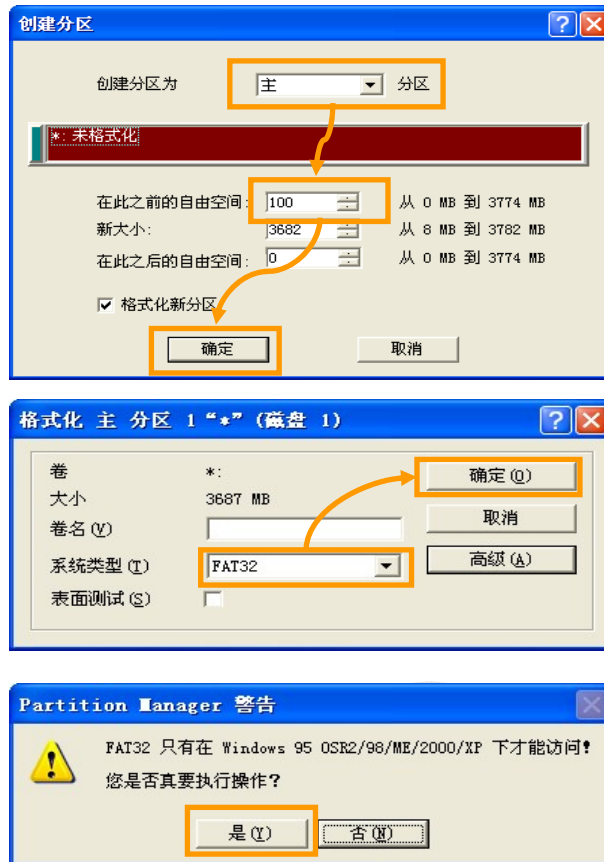 创建分区
创建分区为 主 分区
*: 未格式化
在此之前的自由空间: 100 从 0 MB 到 3774 MB
新大小: 3682 从 8 MB 到 3782 MB
在此之后的自由空间: 0 从 0 MB 到 3774 MB
格式化新分区
确定 取消
格式化 主 分区 1 “*” (磁盘 1)
卷 *: 确定(O)
大小 3687 MB
取消
卷名(V)
系统类型(T) FAT32 高级(A)
表面测试(S)
Partition Manager 警告
FAT32 只有在 Windows 95 OSR2/98/ME/2000/XP 下才能访问!
您是否真要执行操作?
是(Y) 否(N)